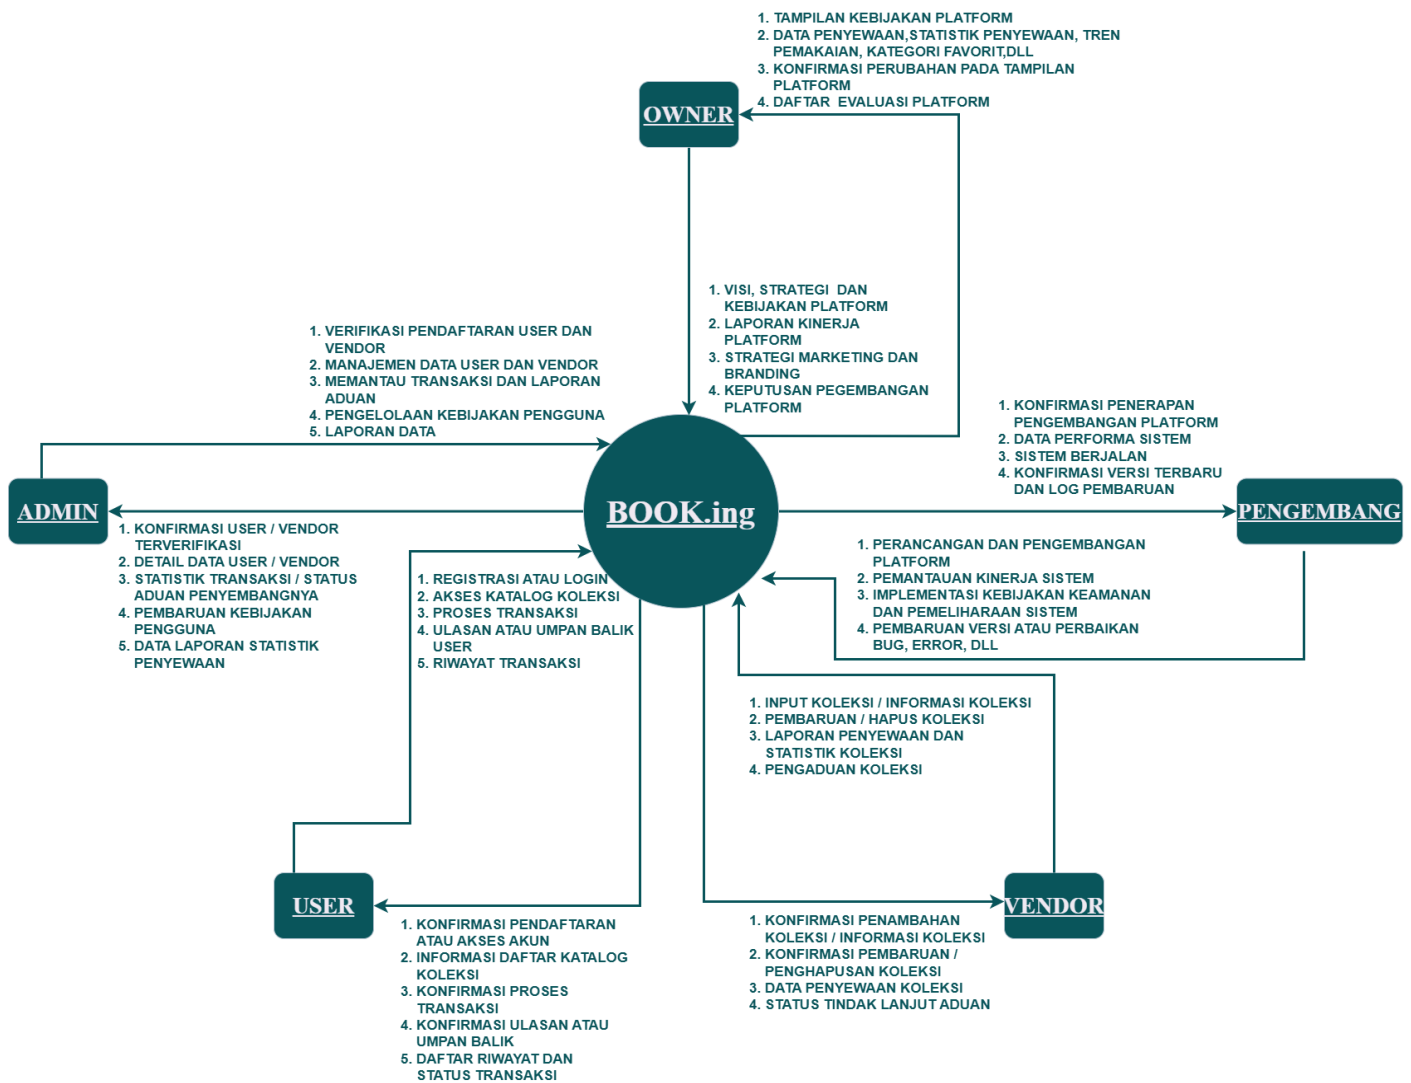 1. TAMPILAN KEBIJAKAN PLATFORM
2. DATA PENYEWAAN,STATISTIK PENYEWAAN, TREN
PEMAKAIAN, KATEGORI FAVORIT,DLL
3. KONFIRMASI PERUBAHAN PADA TAMPILAN
PLATFORM
4. DAFTAR EVALUASI PLATFORM
OWNER
1. VISI, STRATEGI DAN
KEBIJAKAN PLATFORM
2. LAPORAN KINERJA
PLATFORM
3. STRATEGI MARKETING DAN
BRANDING
4. KEPUTUSAN PEGEMBANGAN
PLATFORM
1. VERIFIKASI PENDAFTARAN USER DAN
VENDOR
2. MANAJEMEN DATA USER DAN VENDOR
3. MEMANTAU TRANSAKSI DAN LAPORAN
ADUAN
4. PENGELOLAAN KEBIJAKAN PENGGUNA
5. LAPORAN DATA
1. KONFIRMASI PENERAPAN
PENGEMBANGAN PLATFORM
2. DATA PERFORMA SISTEM
3. SISTEM BERJALAN
4. KONFIRMASI VERSI TERBARU
DAN LOG PEMBARUAN
ADMIN
BOOK.ing
PENGEMBANG
1. KONFIRMASI USER / VENDOR
TERVERIFIKASI
2. DETAIL DATA USER / VENDOR
3. STATISTIK TRANSAKSI / STATUS
ADUAN PENYEMBANGNYA
4. PEMBARUAN KEBIJAKAN
PENGGUNA
5. DATA LAPORAN STATISTIK
PENYEWAAN
1. REGISTRASI ATAU LOGIN
2. AKSES KATALOG KOLEKSI
3. PROSES TRANSAKSI
4. ULASAN ATAU UMPAN BALIK
USER
5. RIWAYAT TRANSAKSI
1. PERANCANGAN DAN PENGEMBANGAN
PLATFORM
2. PEMANTAUAN KINERJA SISTEM
3. IMPLEMENTASI KEBIJAKAN KEAMANAN
DAN PEMELIHARAAN SISTEM
4. PEMBARUAN VERSI ATAU PERBAIKAN
BUG, ERROR, DLL
1. INPUT KOLEKSI / INFORMASI KOLEKSI
2. PEMBARUAN / HAPUS KOLEKSI
3. LAPORAN PENYEWAAN DAN
STATISTIK KOLEKSI
4. PENGADUAN KOLEKSI
USER
VENDOR
1. KONFIRMASI PENDAFTARAN
ATAU AKSES AKUN
2. INFORMASI DAFTAR KATALOG
KOLEKSI
3. KONFIRMASI PROSES
TRANSAKSI
4. KONFIRMASI ULASAN ATAU
UMPAN BALIK
5. DAFTAR RIWAYAT DAN
STATUS TRANSAKSI
1. KONFIRMASI PENAMBAHAN
KOLEKSI / INFORMASI KOLEKSI
2. KONFIRMASI PEMBARUAN /
PENGHAPUSAN KOLEKSI
3. DATA PENYEWAAN KOLEKSI
4. STATUS TINDAK LANJUT ADUAN